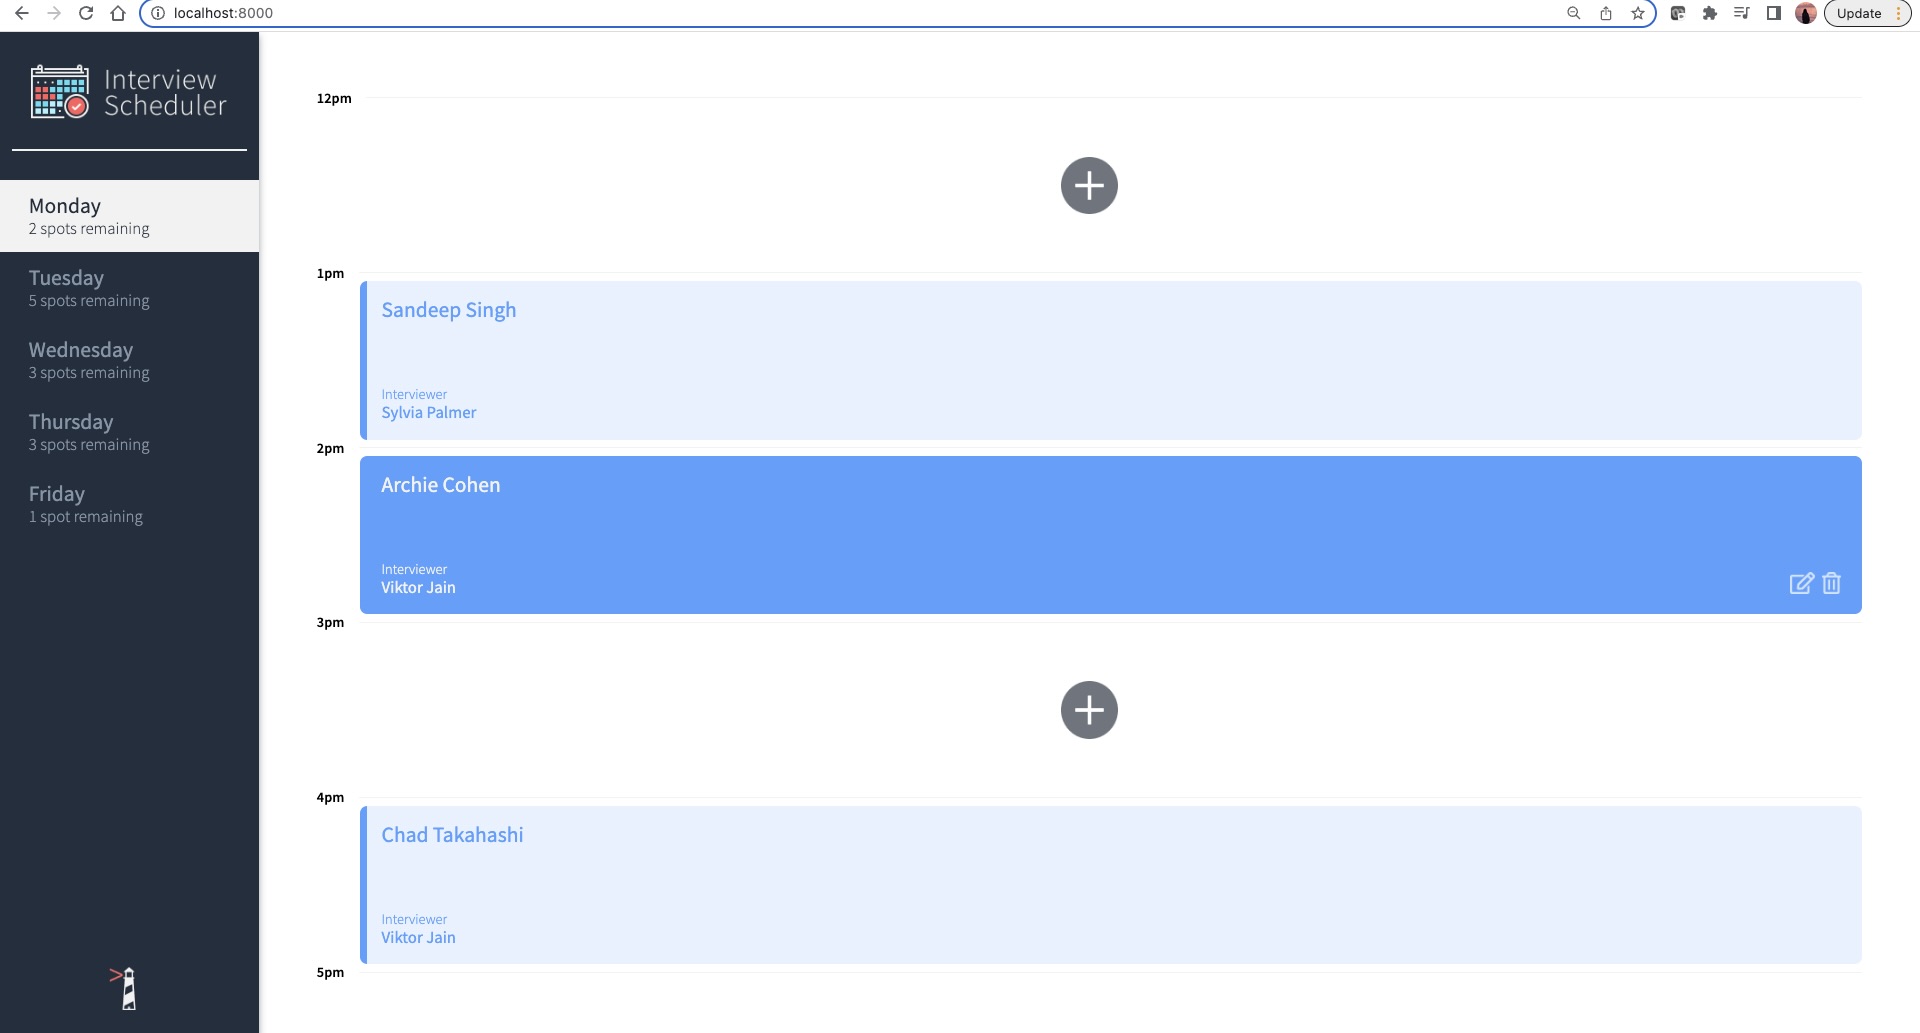 localhost:8000
Update
Interview
Scheduler
Monday
2 spots remaining
Tuesday
5 spots remaining
Wednesday
3 spots remaining
Thursday
3 spots remaining
Friday
1 spot remaining
12pm
1pm
Sandeep Singh
Interviewer
Sylvia Palmer
2pm
Archie Cohen
Interviewer
Viktor Jain
3pm
4pm
Chad Takahashi
Interviewer
Viktor Jain
5pm